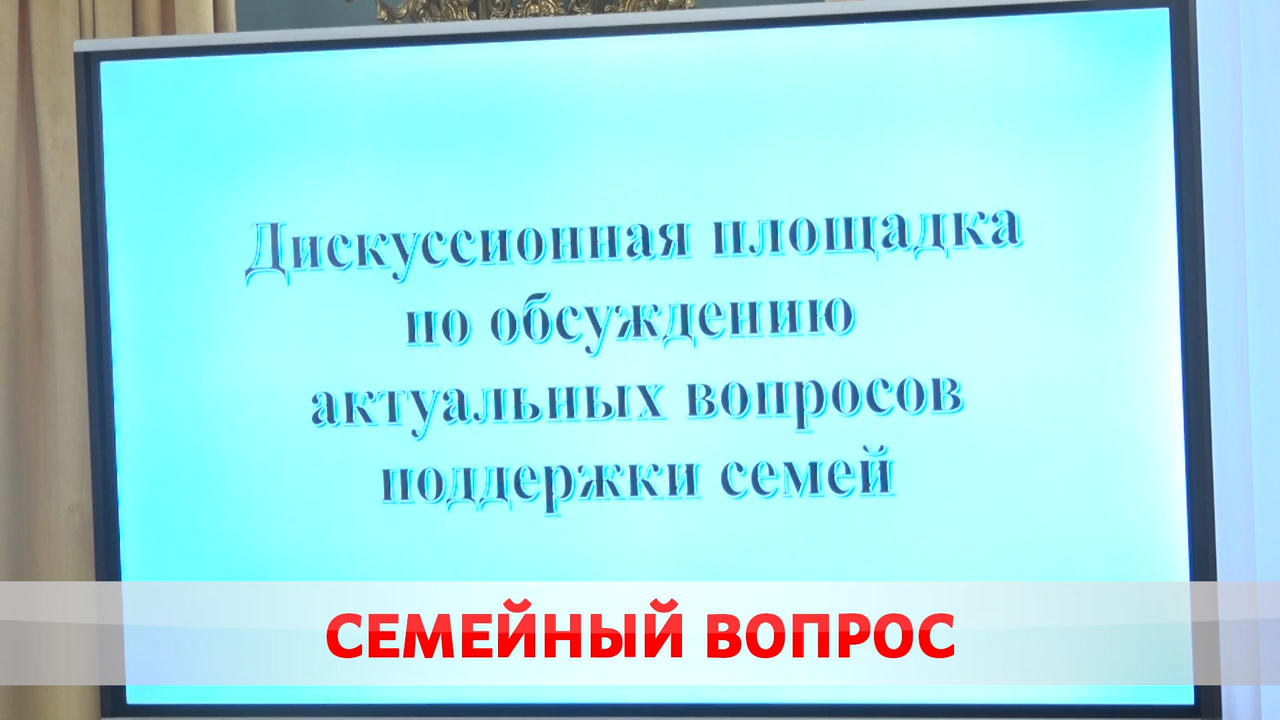 Дискуссионная площадка
по обсуждению
актуальных вопросов
поддержки семей
СЕМЕЙНЫЙ ВОПРОС